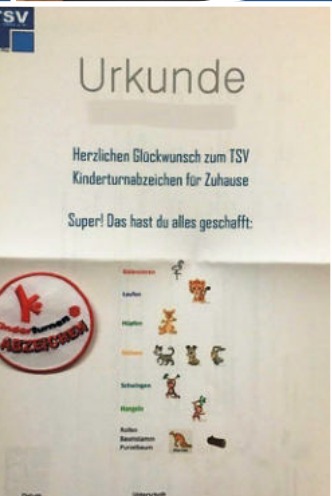 TSV
Urkunde
Herzlichen Glückwunsch zum TSV
Kinderturnabzeichen für Zuhause
Super! Das hast du alles geschafft:
Balancieren
Laufen
Hüpfen
Schwingen
Hangeln
Rollen
Baumstamm
Purzelbaum
kinderturnen
ABZEICHEN
Datum
Unterschrift